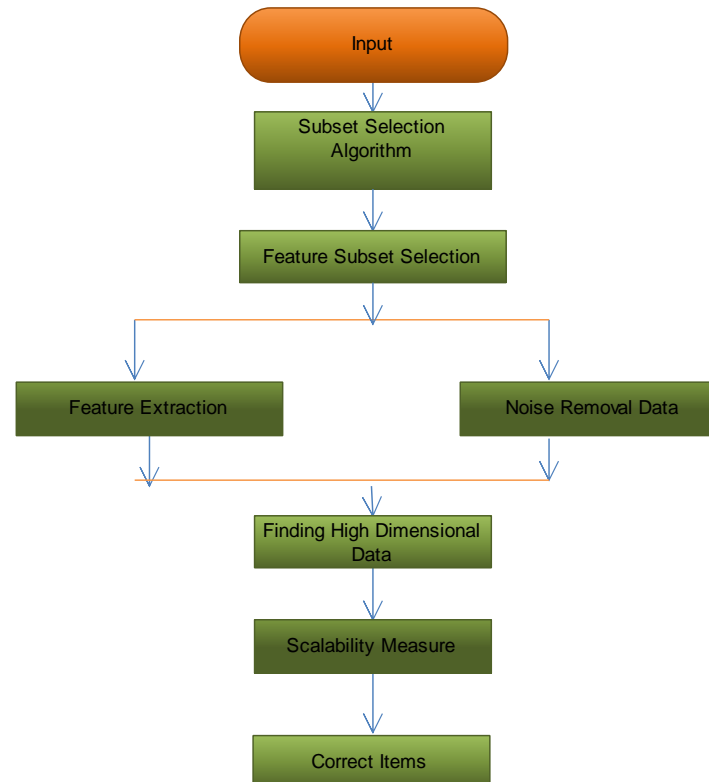 Input
Subset Selection
Algorithm
Feature Subset Selection
Feature Extraction
Noise Removal Data
Finding High Dimensional
Data
Scalability Measure
Correct Items